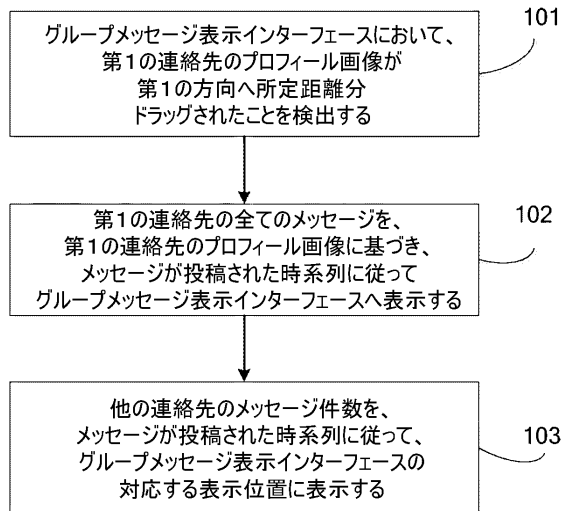 グループメッセージ表示インターフェースにおいて、
第1の連絡先のプロフィール画像が
第1の方向へ所定距離分
ドラッグされたことを検出する
101
第1の連絡先の全てのメッセージを、
第1の連絡先のプロフィール画像に基づき、
メッセージが投稿された時系列に従って
グループメッセージ表示インターフェースへ表示する
102
他の連絡先のメッセージ件数を、
メッセージが投稿された時系列に従って、
グループメッセージ表示インターフェースの
対応する表示位置に表示する
103